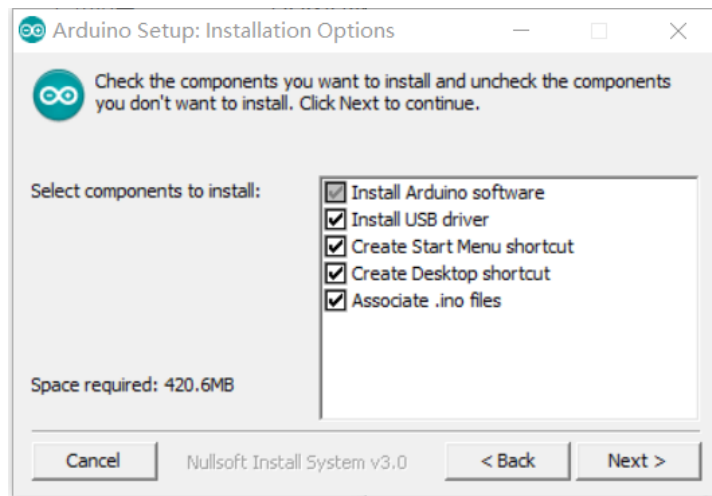 Arduino Setup: Installation Options
Check the components you want to install and uncheck the components
you don't want to install. Click Next to continue.
Select components to install:
Install Arduino software
Install USB driver
Create Start Menu shortcut
Create Desktop shortcut
Associate .ino files
Space required: 420.6MB
Cancel
Nullsoft Install System v3.0
< Back
Next >